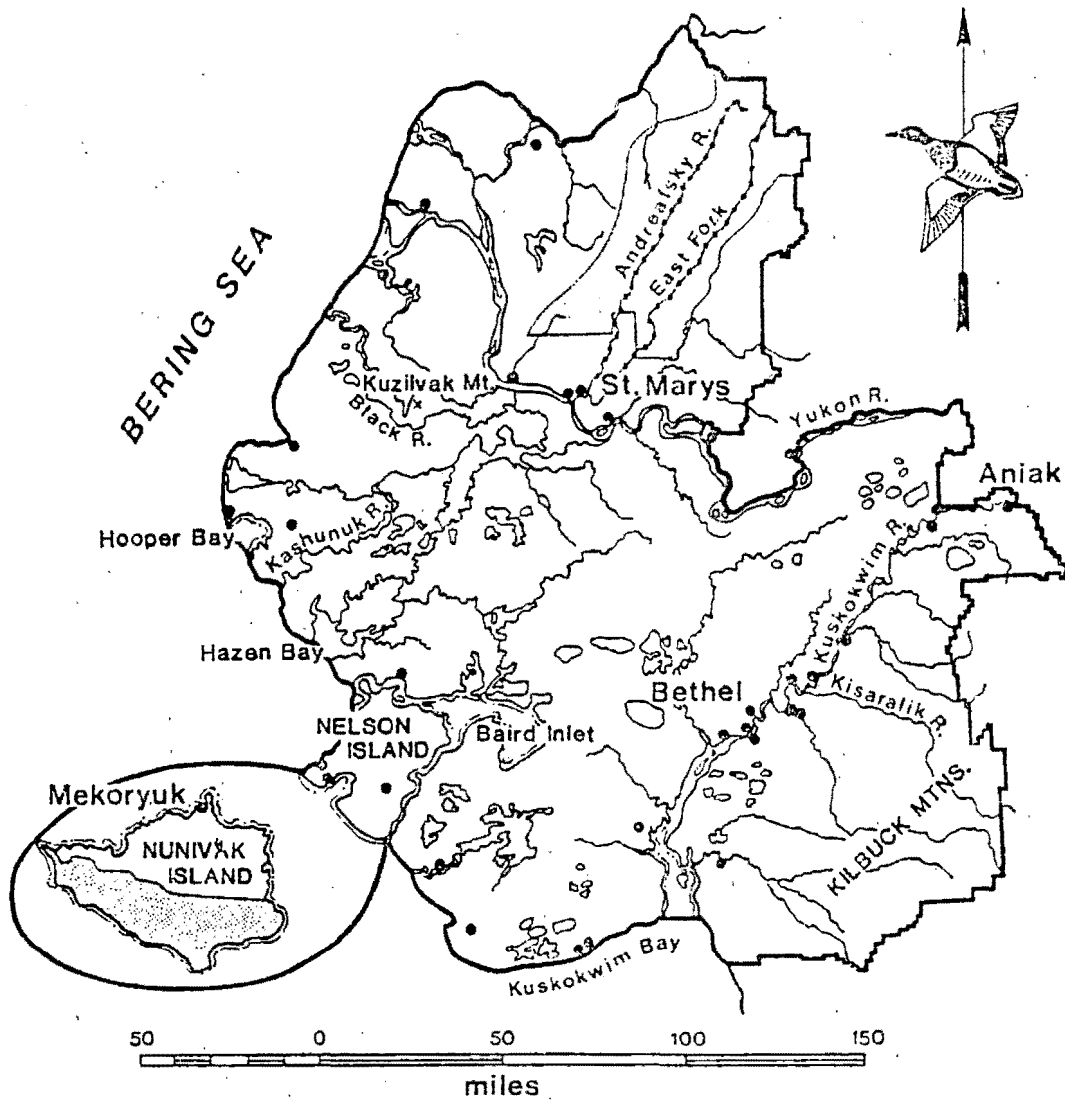 Andreafsky R.
East Fork
BERING SEA
Kuzilvak Mt.
St. Marys
Black R.
Yukon R.
Aniak
Hooper Bay
Kashunuk R.
Kuskokwim R.
Hazen Bay
Bethel
Kisaralik R.
NELSON
ISLAND
Baird Inlet
Mekoryuk
NUNIVAK
ISLAND
KILBUCK MTNS.
Kuskokwim Bay
50 0 50 100 150
miles